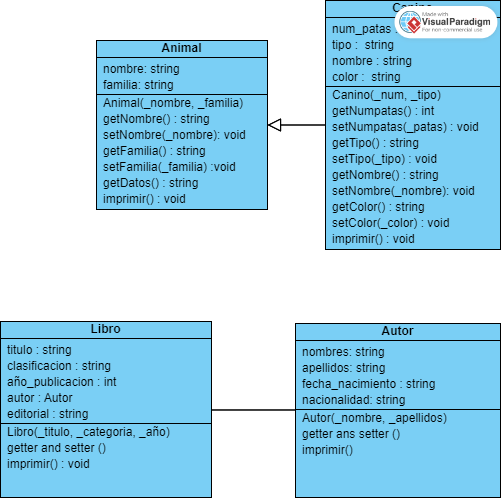 Animal
nombre: string
familia: string
Animal(_nombre, _familia)
getNombre() : string
setNombre(_nombre): void
getFamilia() : string
setFamilia(_familia) :void
getDatos() : string
imprimir() : void
Made with
VisualParadigm
For non-commercial use
num_patas
tipo : string
nombre : string
color : string
Canino(_num, _tipo)
getNumpatas() : int
setNumpatas(_patas) : void
getTipo() : string
setTipo(_tipo) : void
getNombre() : string
setNombre(_nombre): void
getColor() : string
setColor(_color) : void
imprimir() : void
Libro
titulo : string
clasificacion : string
año_publicacion : int
autor : Autor
editorial : string
Libro(_titulo, _categoria, _año)
getter and setter ()
imprimir() : void
Autor
nombres: string
apellidos: string
fecha_nacimiento : string
nacionalidad: string
Autor(_nombre, _apellidos)
getter ans setter ()
imprimir()